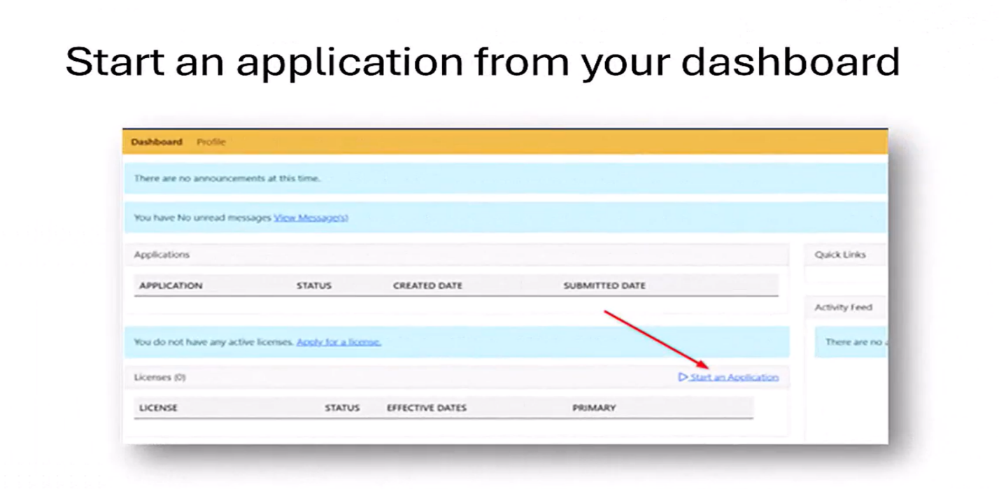 Start an application from your dashboard
Dashboard Profile
There are no announcements at this time.
You have No unread messages View Message(s)
Applications
Quick Links
APPLICATION STATUS CREATED DATE SUBMITTED DATE
Activity Feed
You do not have any active licenses. Apply for a license.
There are no
Licenses (0) Start an Application
LICENSE STATUS EFFECTIVE DATES PRIMARY